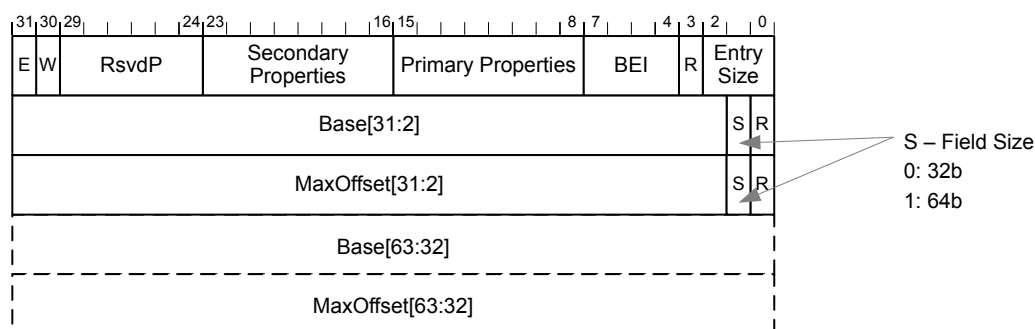 31 30 29 24 23 16 15 8 7 4 3 2 0
E W RsvdP Secondary Properties Primary Properties BEI R Entry Size
Base[31:2] S R
MaxOffset[31:2] S R
Base[63:32]
MaxOffset[63:32]
S – Field Size
0: 32b
1: 64b